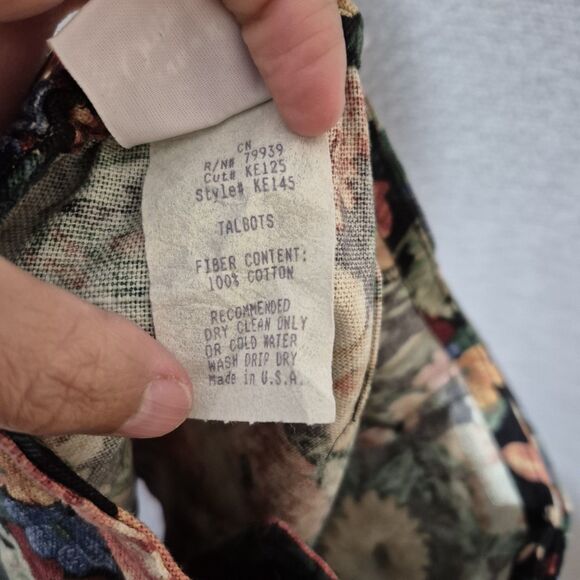 CN
R/N# 79939
Cut# KE125
Style# KE145
TALBOTS
FIBER CONTENT:
100% COTTON
RECOMMENDED
DRY CLEAN ONLY
OR COLD WATER
WASH DRIP DRY
Made in U.S.A.